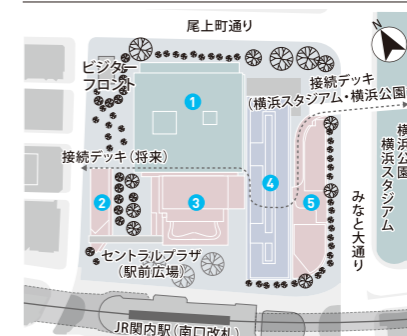 尾上町通り
N
ビジター
フロント
接続デッキ
(横浜スタジアム・横浜公園)
1
横浜公園
横浜スタジアム
接続デッキ(将来)
4
2
3
5
みなと大通り
セントラルプラザ
(駅前広場)
JR関内駅(南口改札)